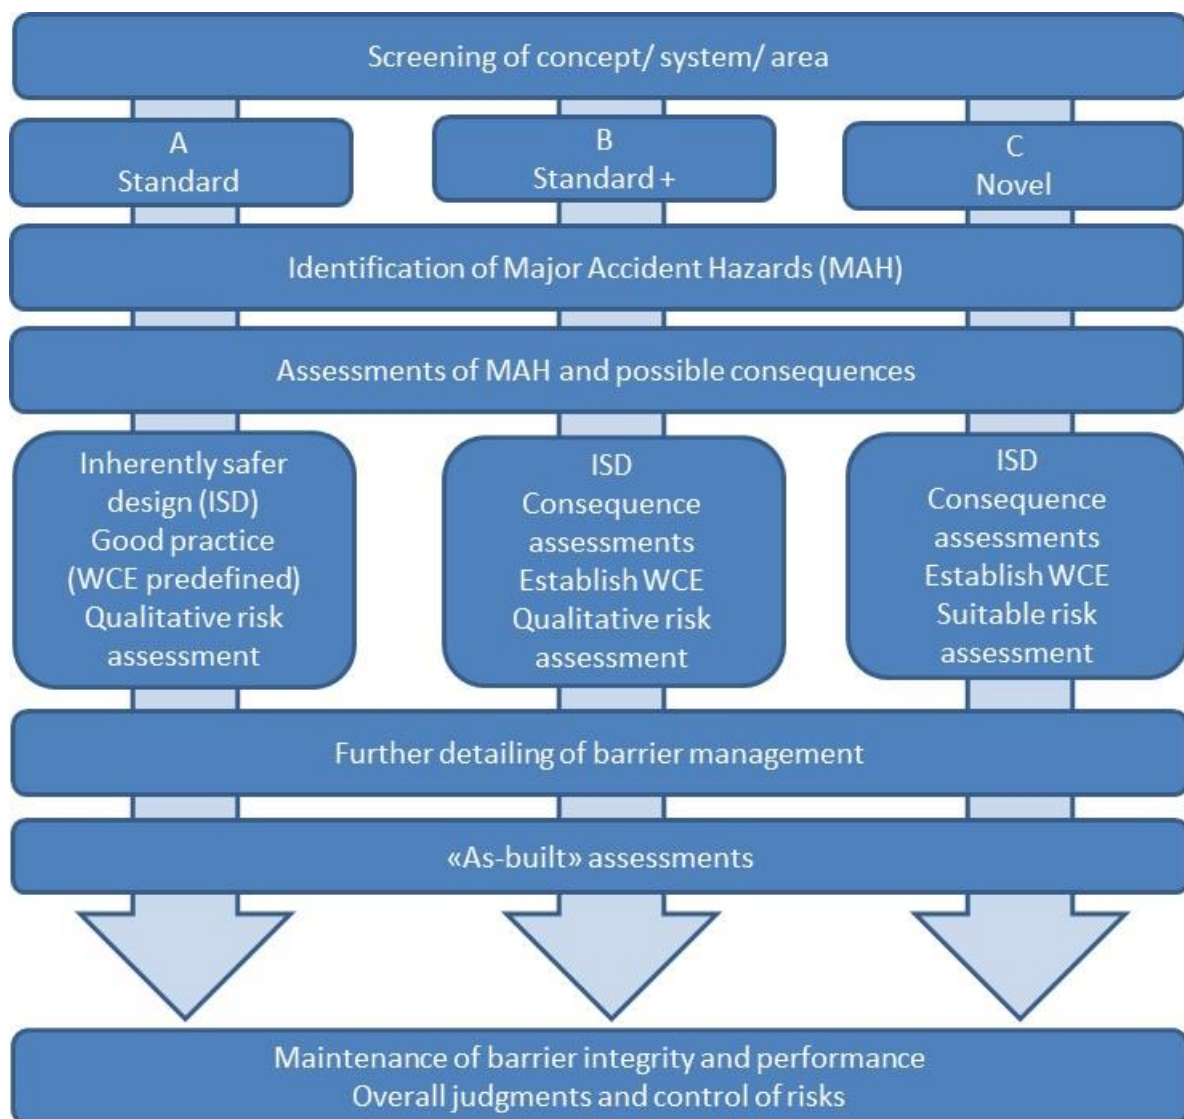 Screening of concept/ system/ area
A
Standard
B
Standard +
C
Novel
Identification of Major Accident Hazards (MAH)
Assessments of MAH and possible consequences
Inherently safer
design (ISD)
Good practice
(WCE predefined)
Qualitative risk
assessment
ISD
Consequence
assessments
Establish WCE
Qualitative risk
assessment
ISD
Consequence
assessments
Establish WCE
Suitable risk
assessment
Further detailing of barrier management
«As-built» assessments
Maintenance of barrier integrity and performance
Overall judgments and control of risks